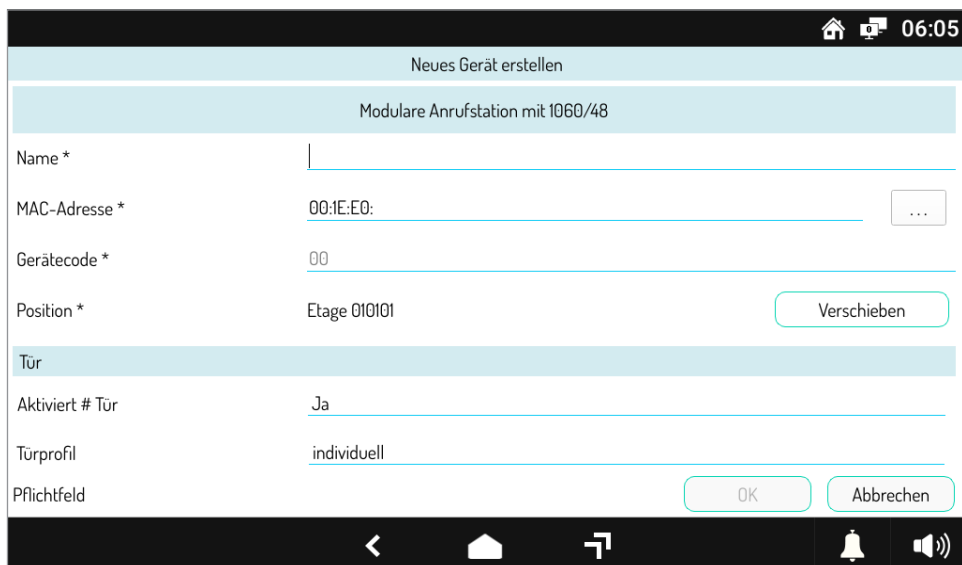 06:05
Neues Gerät erstellen
Modulare Anrufstation mit 1060/48
Name *
MAC-Adresse * 00:1E:E0: ...
Gerätecode * 00
Position * Etage 010101 Verschieben
Tür
Aktiviert # Tür Ja
Türprofil individuell
Pflichtfeld OK Abbrechen